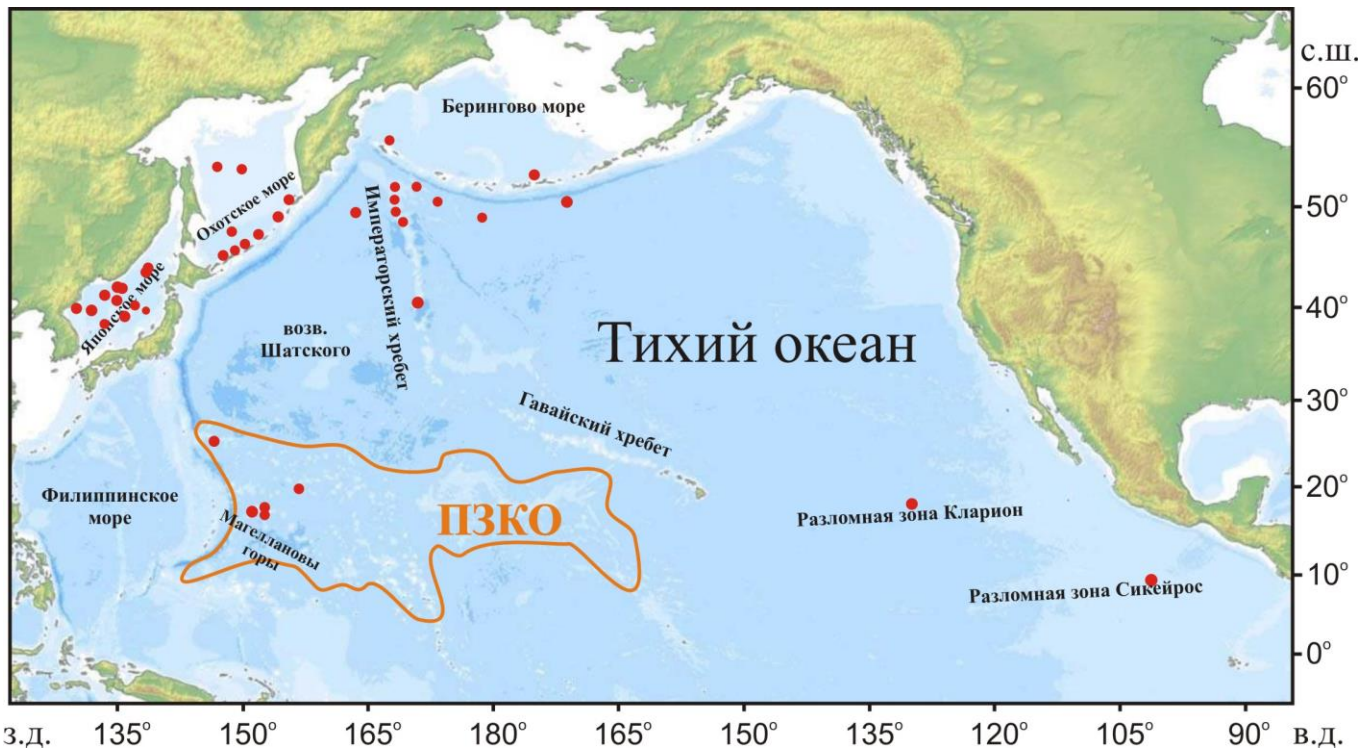 с.ш.
60°
Берингово море
50°
Охотское море
Императорский хребет
40°
Японское море
возв.
Шатского
Тихий океан
30°
Гавайский хребет
20°
Филиппинское
море
Магеллановы
горы
ПЗКО
Разломная зона Кларион
10°
Разломная зона Сикейрос
0°
з.д. 135° 150° 165° 180° 165° 150° 135° 120° 105° 90° в.д.